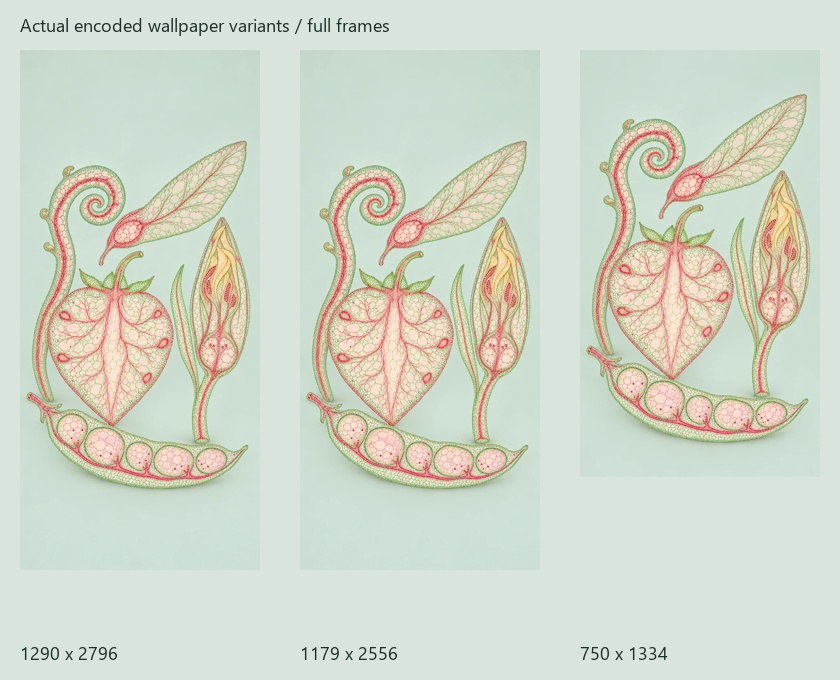 Actual encoded wallpaper variants / full frames
1290 x 2796
1179 x 2556
750 x 1334